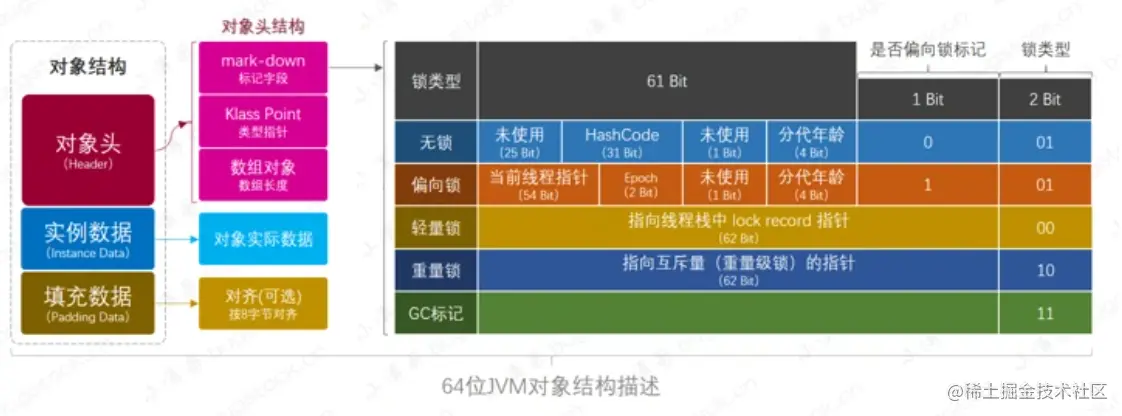 对象结构
对象头
(Header)
实例数据
(Instance Data)
填充数据
(Padding Data)
对象头结构
mark-down
标记字段
Klass Point
类型指针
数组对象
数组长度
对象实际数据
对齐(可选)
按8字节对齐
锁类型
61 Bit
是否偏向锁标记
1 Bit
锁类型
2 Bit
无锁
未使用
(25 Bit)
HashCode
(31 Bit)
未使用
(1 Bit)
分代年龄
(4 Bit)
0
01
偏向锁
当前线程指针
(54 Bit)
Epoch
(2 Bit)
未使用
(1 Bit)
分代年龄
(4 Bit)
1
01
轻量锁
指向线程栈中 lock record 指针
(62 Bit)
00
重量锁
指向互斥量（重量级锁）的指针
(62 Bit)
10
GC标记
11
64位JVM对象结构描述
@稀土掘金技术社区